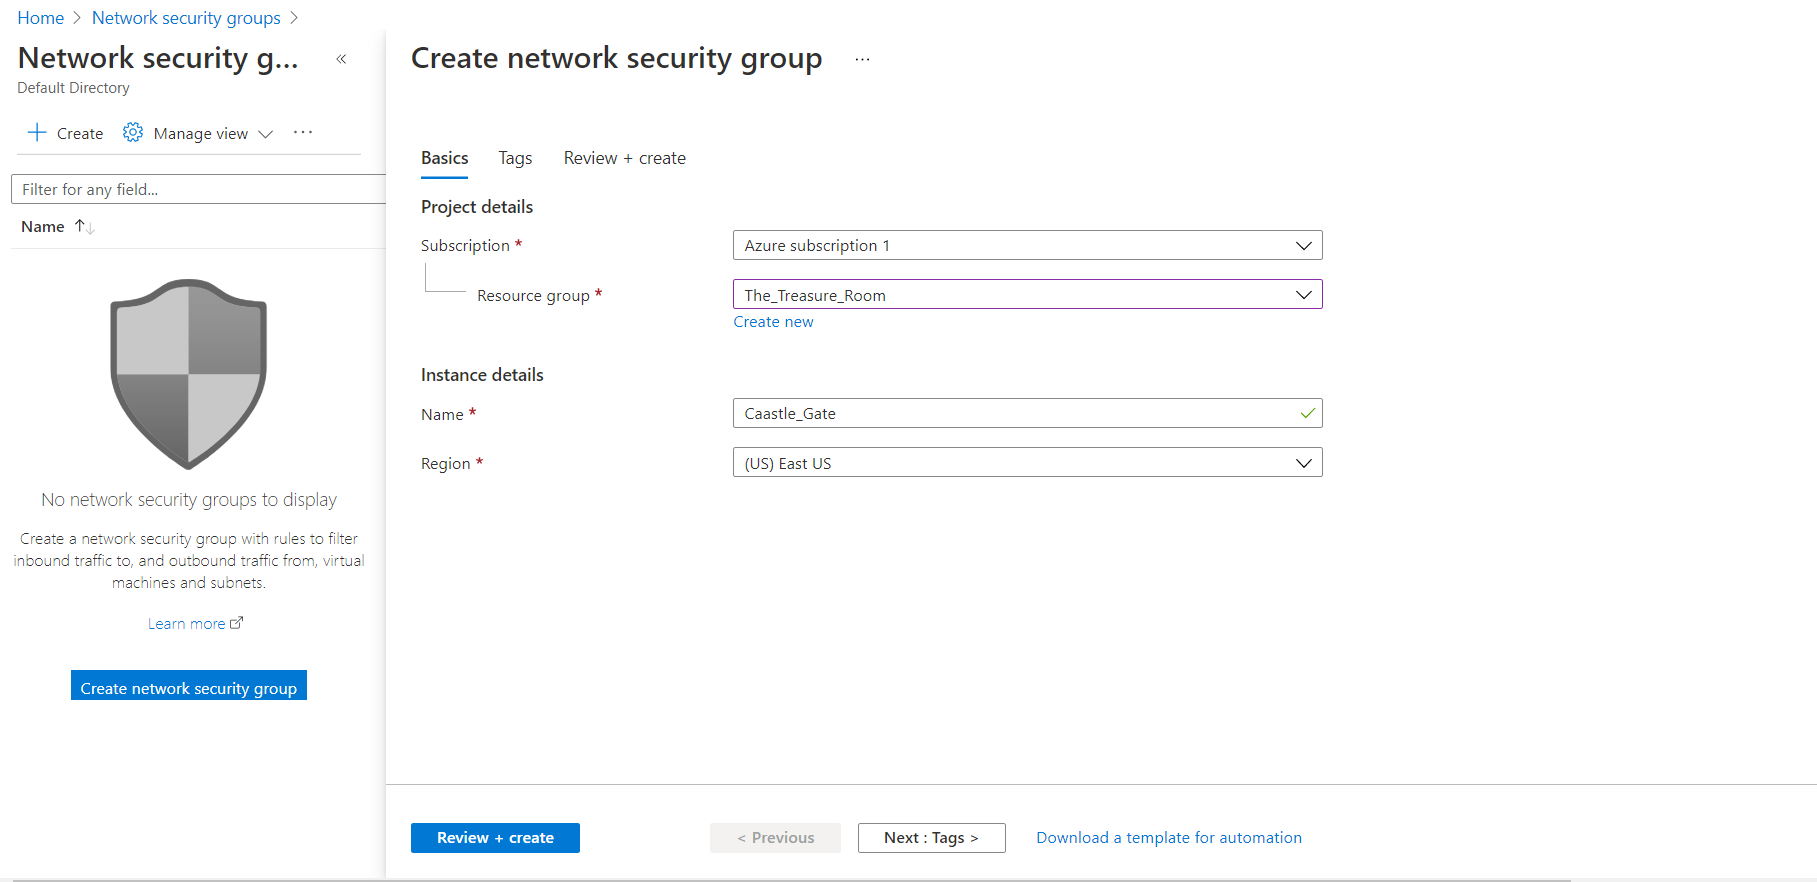 Home > Network security groups >
Network security g... «
Default Directory
+ Create Manage view ...
Filter for any field...
Name ↑↓
No network security groups to display
Create a network security group with rules to filter
inbound traffic to, and outbound traffic from, virtual
machines and subnets.
Learn more
Create network security group
Create network security group ...
Basics Tags Review + create
Project details
Subscription * Azure subscription 1
Resource group * The_Treasure_Room
Create new
Instance details
Name * Caastle_Gate
Region * (US) East US
Review + create < Previous Next : Tags > Download a template for automation